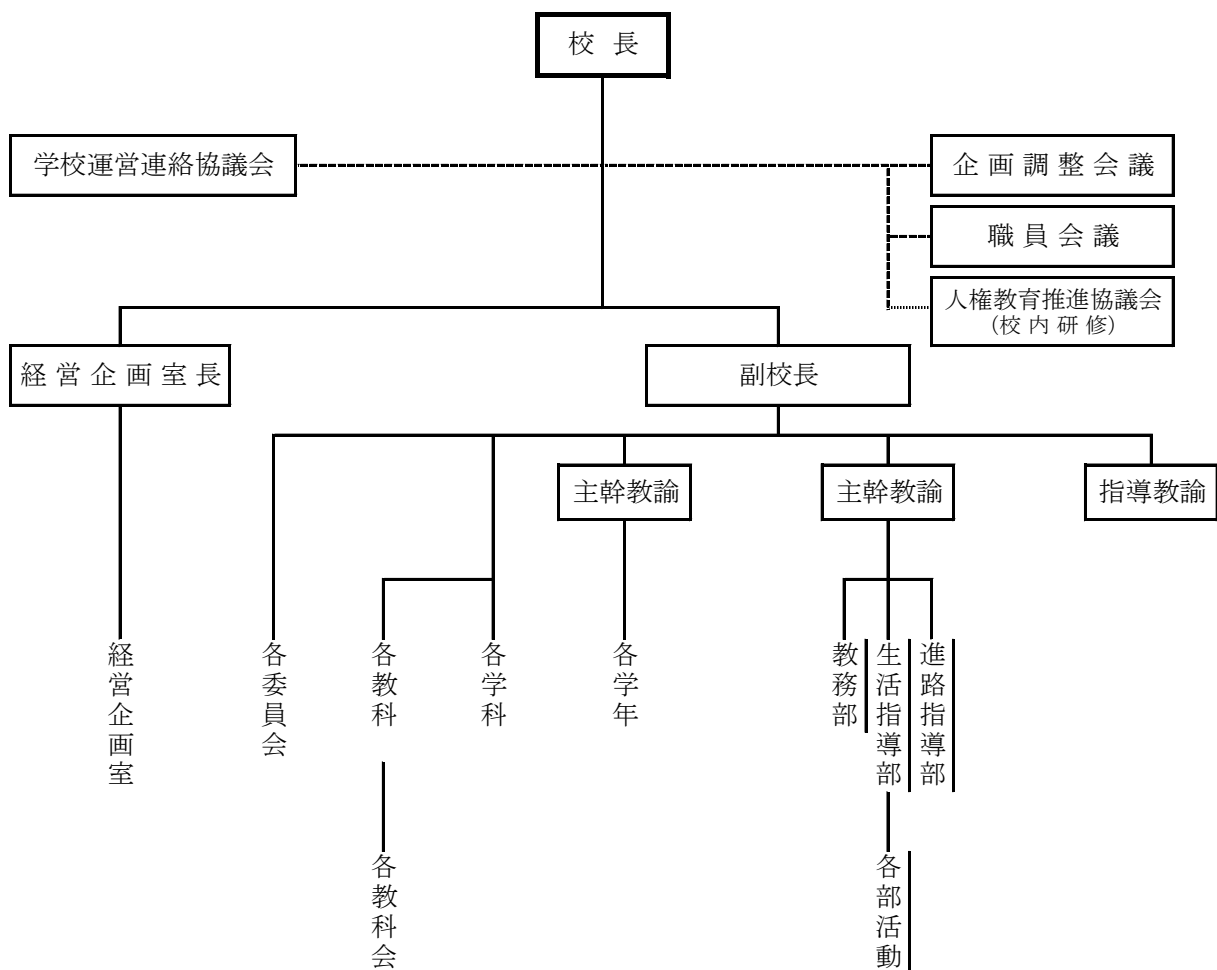 校 長
学校運営連絡協議会
企 画 調 整 会 議
職 員 会 議
人権教育推進協議会
(校 内 研 修)
経 営 企 画 室 長
副校長
主幹教諭
主幹教諭
指導教諭
経営企画室
各委員会
各教科
各学科
各学年
教務部
生活指導部
進路指導部
各教科会
各部活動